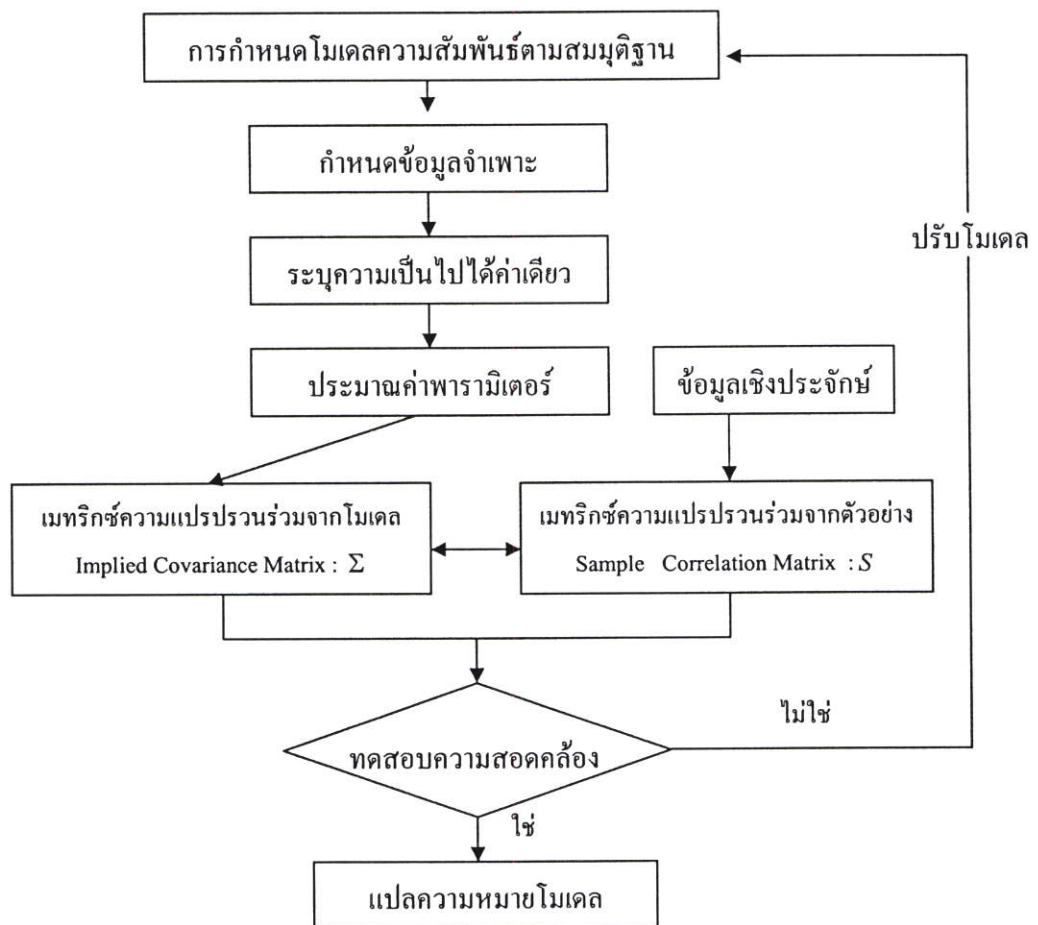 การกำหนดโมเดลความสัมพันธ์ตามสมมุติฐาน
กำหนดข้อมูลจำเพาะ
ปรับโมเดล
ระบุความเป็นไปได้ค่าเดียว
ประมาณค่าพารามิเตอร์
ข้อมูลเชิงประจักษ์
เมทริกซ์ความแปรปรวนร่วมจากโมเดล
Implied Covariance Matrix : Σ
เมทริกซ์ความแปรปรวนร่วมจากตัวอย่าง
Sample Correlation Matrix : S
ไม่ใช่
ทดสอบความสอดคล้อง
ใช่
แปลความหมายโมเดล